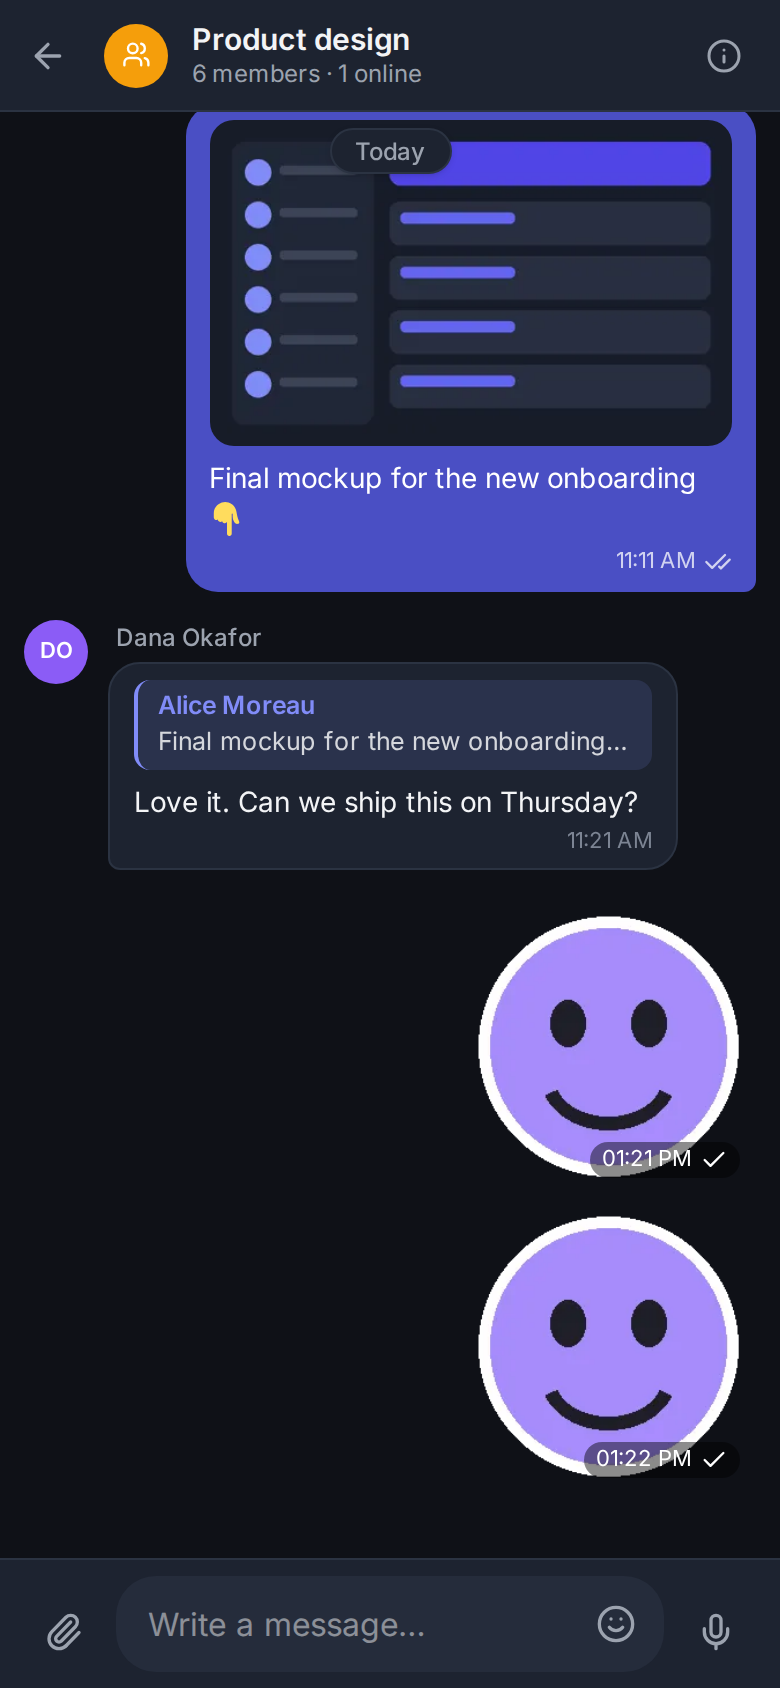 Product design
6 members · 1 online
Today
Final mockup for the new onboarding
👇
11:11 AM
DO
Dana Okafor
Alice Moreau
Final mockup for the new onboarding...
Love it. Can we ship this on Thursday?
11:21 AM
01:21 PM
01:22 PM
Write a message...